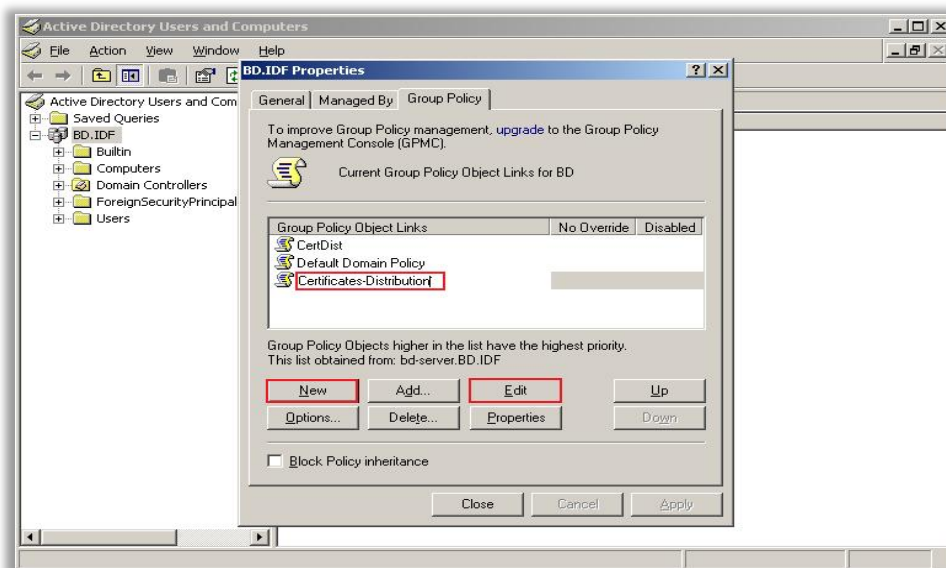 Active Directory Users and Computers
File Action View Window Help
BD.IDF Properties
Active Directory Users and Com
Saved Queries
BD.IDF
Builtin
Computers
Domain Controllers
ForeignSecurityPrincipal
Users
General Managed By Group Policy
To improve Group Policy management, upgrade to the Group Policy
Management Console (GPMC).
Current Group Policy Object Links for BD
Group Policy Object Links No Override Disabled
CertDist
Default Domain Policy
Certificates-Distribution
Group Policy Objects higher in the list have the highest priority.
This list obtained from: bd-server.BD.IDF
New Add... Edit Up
Options... Delete... Properties Down
Block Policy inheritance
Close Cancel Apply